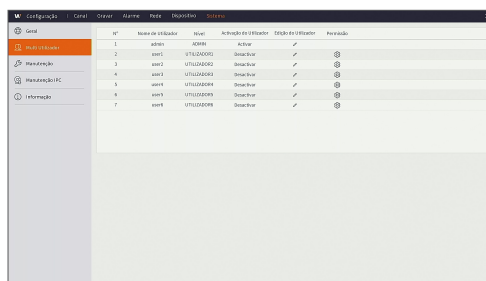 W Configuração Canal Gravar Alarme Rede Dispositivo Sistema
Geral
Multi Utilizador
Manutenção
Manutenção IPC
Informação
Nº Nome de Utilizador Nível Activação do Utilizador Edição do Utilizador Permissão
1 admin ADMIN Activar
2 user1 UTILIZADOR1 Desactivar
3 user2 UTILIZADOR2 Desactivar
4 user3 UTILIZADOR3 Desactivar
5 user4 UTILIZADOR4 Desactivar
6 user5 UTILIZADOR5 Desactivar
7 user6 UTILIZADOR6 Desactivar